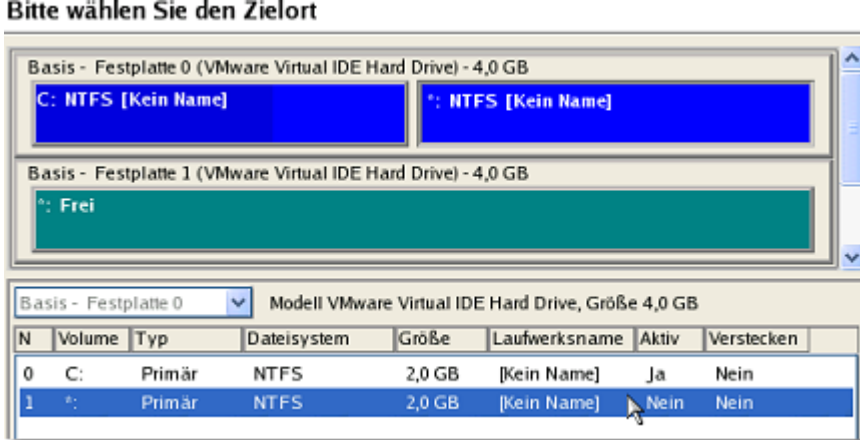 Bitte wählen Sie den Zielort
Basis - Festplatte 0 (VMware Virtual IDE Hard Drive) - 4,0 GB
C: NTFS [Kein Name] *: NTFS [Kein Name]
Basis - Festplatte 1 (VMware Virtual IDE Hard Drive) - 4,0 GB
*: Frei
Basis - Festplatte 0 Modell VMware Virtual IDE Hard Drive, Größe 4,0 GB
N Volume Typ Dateisystem Größe Laufwerksname Aktiv Verstecken
0 C: Primär NTFS 2,0 GB [Kein Name] Ja Nein
1 *: Primär NTFS 2,0 GB [Kein Name] Nein Nein